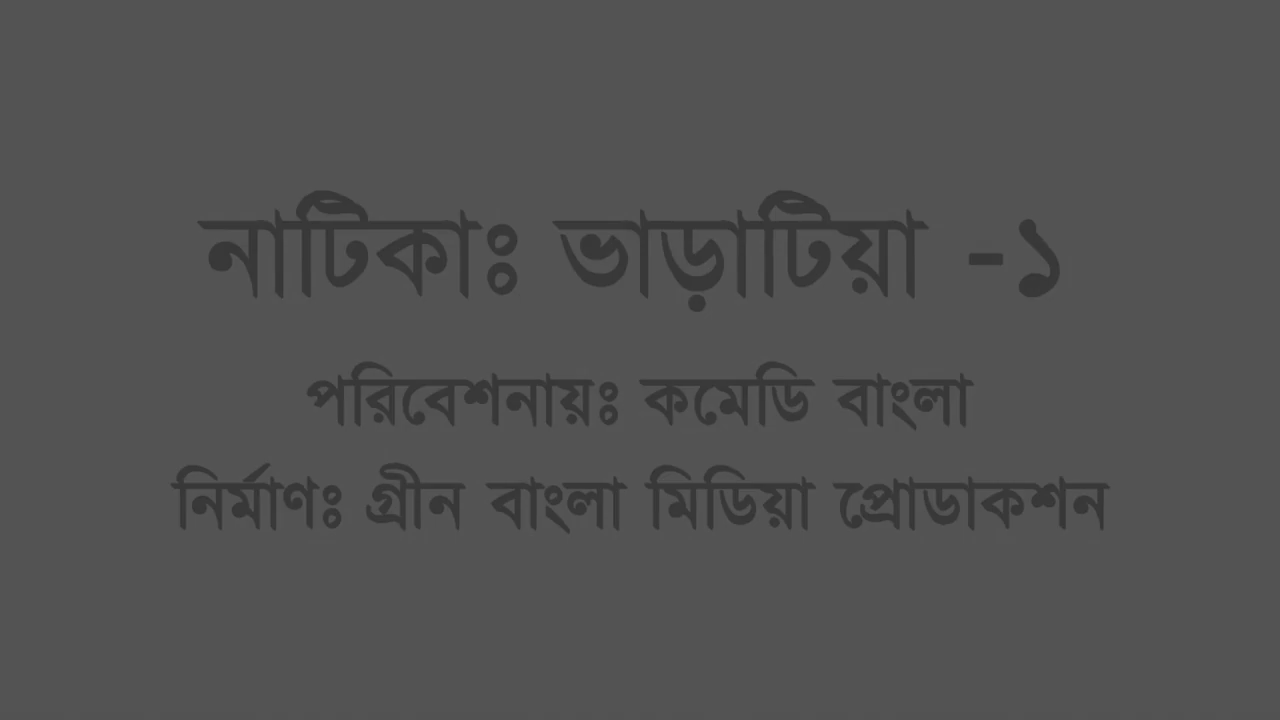 নাটিকাঃ ভাড়াটিয়া -১
পরিবেশনায়ঃ কমেডি বাংলা
নির্মাণঃ গ্রীন বাংলা মিডিয়া প্রোডাকশন